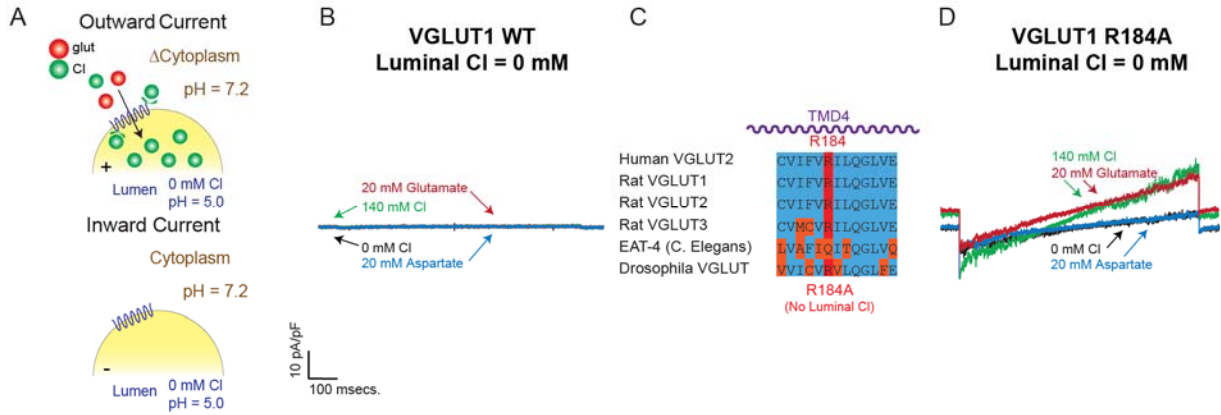 A
Outward Current
glut
Cl
ΔCytoplasm
pH = 7.2
+
Lumen
0 mM Cl
pH = 5.0
Inward Current
Cytoplasm
pH = 7.2
-
Lumen
0 mM Cl
pH = 5.0
B
VGLUT1 WT
Luminal Cl = 0 mM
20 mM Glutamate
140 mM Cl
0 mM Cl
20 mM Aspartate
10 pA/pF
100 msecs.
C
TMD4
R184
Human VGLUT2 CVIFVRILQGLVE
Rat VGLUT1 CVIFVRILQGLVE
Rat VGLUT2 CVIFVRILQGLVE
Rat VGLUT3 CVMCVRILQGLVE
EAT-4 (C. Elegans) LVAFIQITQGLVQ
Drosophila VGLUT VVICVRVLQGLFE
R184A
(No Luminal Cl)
D
VGLUT1 R184A
Luminal Cl = 0 mM
140 mM Cl
20 mM Glutamate
0 mM Cl
20 mM Aspartate